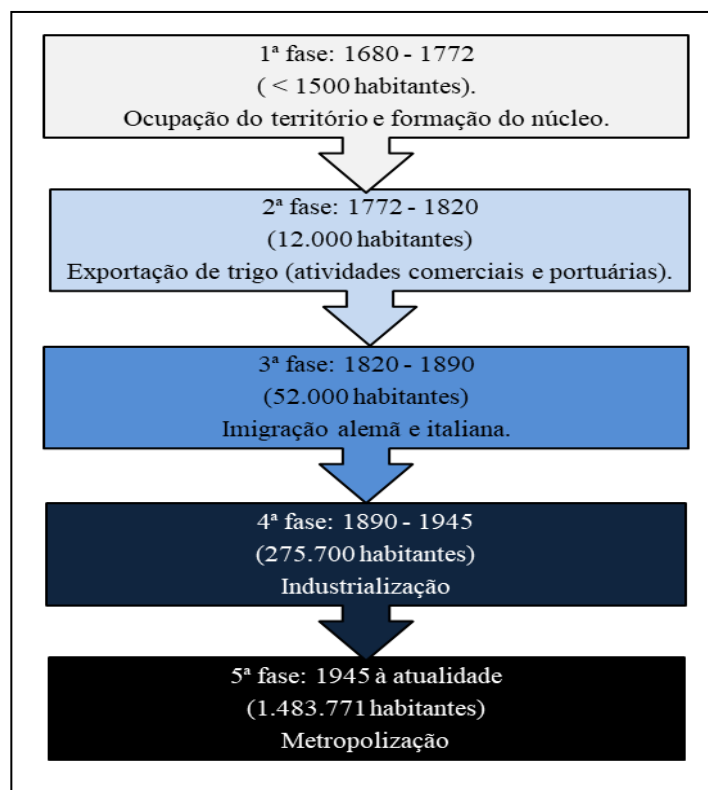 1ª fase: 1680 - 1772
( < 1500 habitantes).
Ocupação do território e formação do núcleo.
2ª fase: 1772 - 1820
(12.000 habitantes)
Exportação de trigo (atividades comerciais e portuárias).
3ª fase: 1820 - 1890
(52.000 habitantes)
Imigração alemã e italiana.
4ª fase: 1890 - 1945
(275.700 habitantes)
Industrialização
5ª fase: 1945 à atualidade
(1.483.771 habitantes)
Metropolização